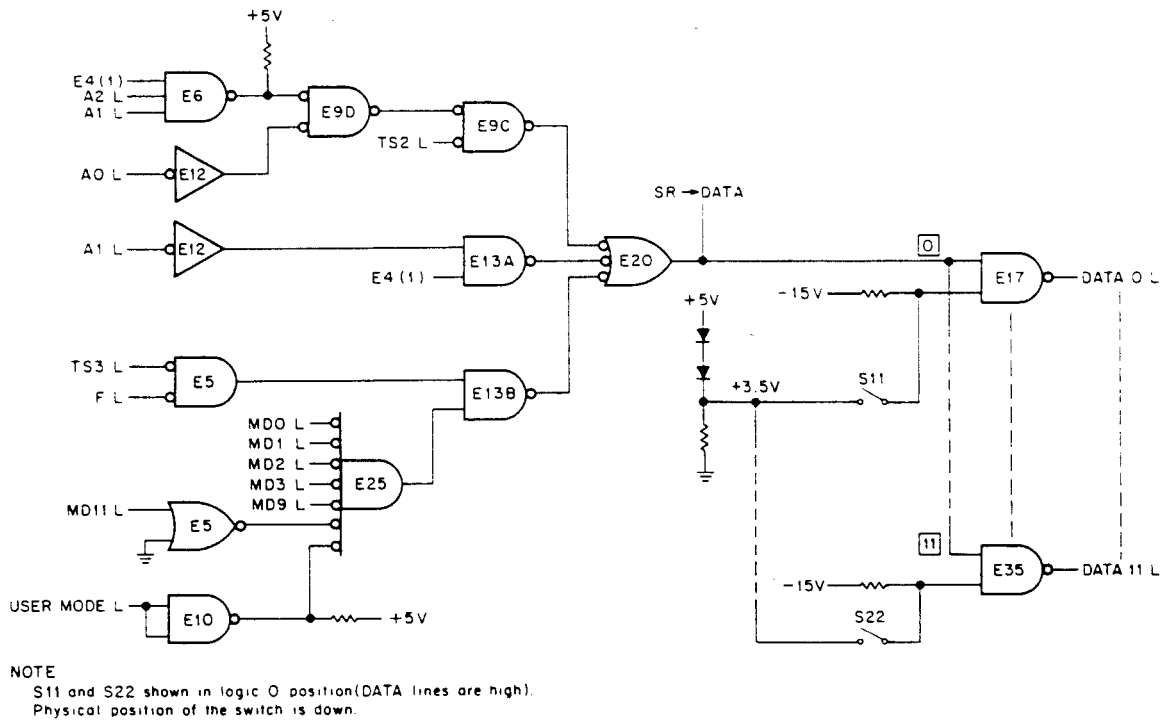 +5V
E4(1)
A2 L
A1 L
E6
E9D
E9C
TS2 L
A0 L
E12
SR→DATA
A1 L
E12
E13A
E4(1)
E20
0
E17
DATA 0 L
-15V
+5V
TS3 L
F L
E5
E13B
+3.5V
S11
MD0 L
MD1 L
MD2 L
MD3 L
MD9 L
E25
MD11 L
E5
11
E35
DATA 11 L
-15V
USER MODE L
E10
+5V
S22
NOTE
S11 and S22 shown in logic 0 position(DATA lines are high).
Physical position of the switch is down.